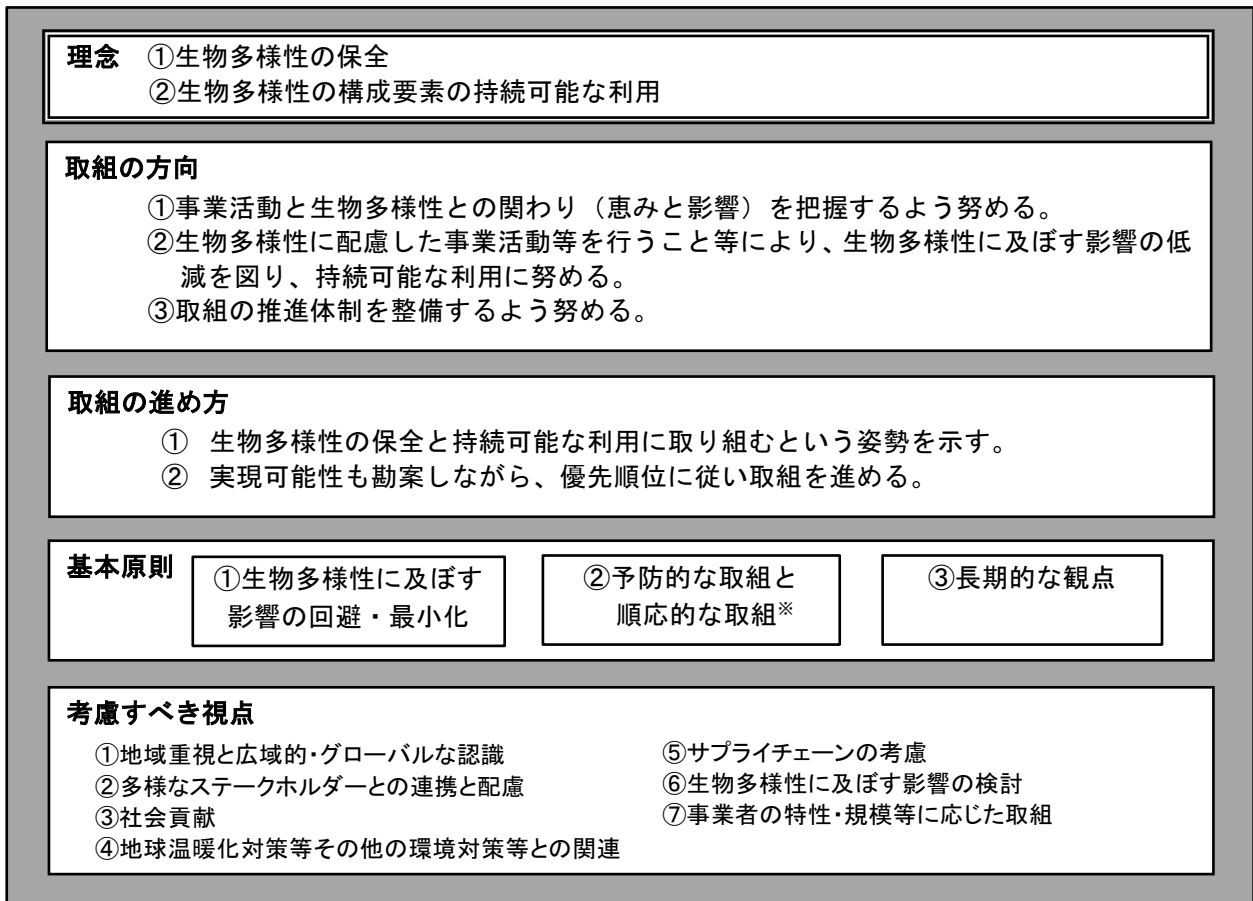 理念 ①生物多様性の保全
②生物多様性の構成要素の持続可能な利用
取組の方向
①事業活動と生物多様性との関わり（恵みと影響）を把握するよう努める。
②生物多様性に配慮した事業活動等を行うこと等により、生物多様性に及ぼす影響の低
減を図り、持続可能な利用に努める。
③取組の推進体制を整備するよう努める。
取組の進め方
① 生物多様性の保全と持続可能な利用に取り組むという姿勢を示す。
② 実現可能性も勘案しながら、優先順位に従い取組を進める。
基本原則
①生物多様性に及ぼす
影響の回避・最小化
②予防的な取組と
順応的な取組※
③長期的な観点
考慮すべき視点
①地域重視と広域的・グローバルな認識
②多様なステークホルダーとの連携と配慮
③社会貢献
④地球温暖化対策等その他の環境対策等との関連
⑤サプライチェーンの考慮
⑥生物多様性に及ぼす影響の検討
⑦事業者の特性・規模等に応じた取組